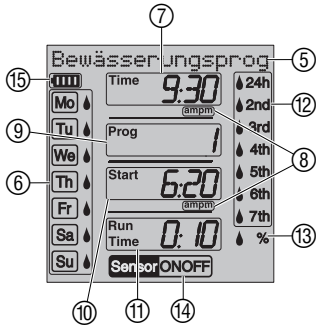 ⑦
Bewässerungsprog ⑤
⑮ Time 9:30 24h
ampm
Mo 2nd ⑫
⑨ Prog 1 3rd
Tu 4th
We ⑧
⑥ Th Start 6:20 5th
ampm
Fr 6th
Sa Run Time 0:10 7th
Su % ⑬
Sensor ONOFF
⑩ ⑪ ⑭